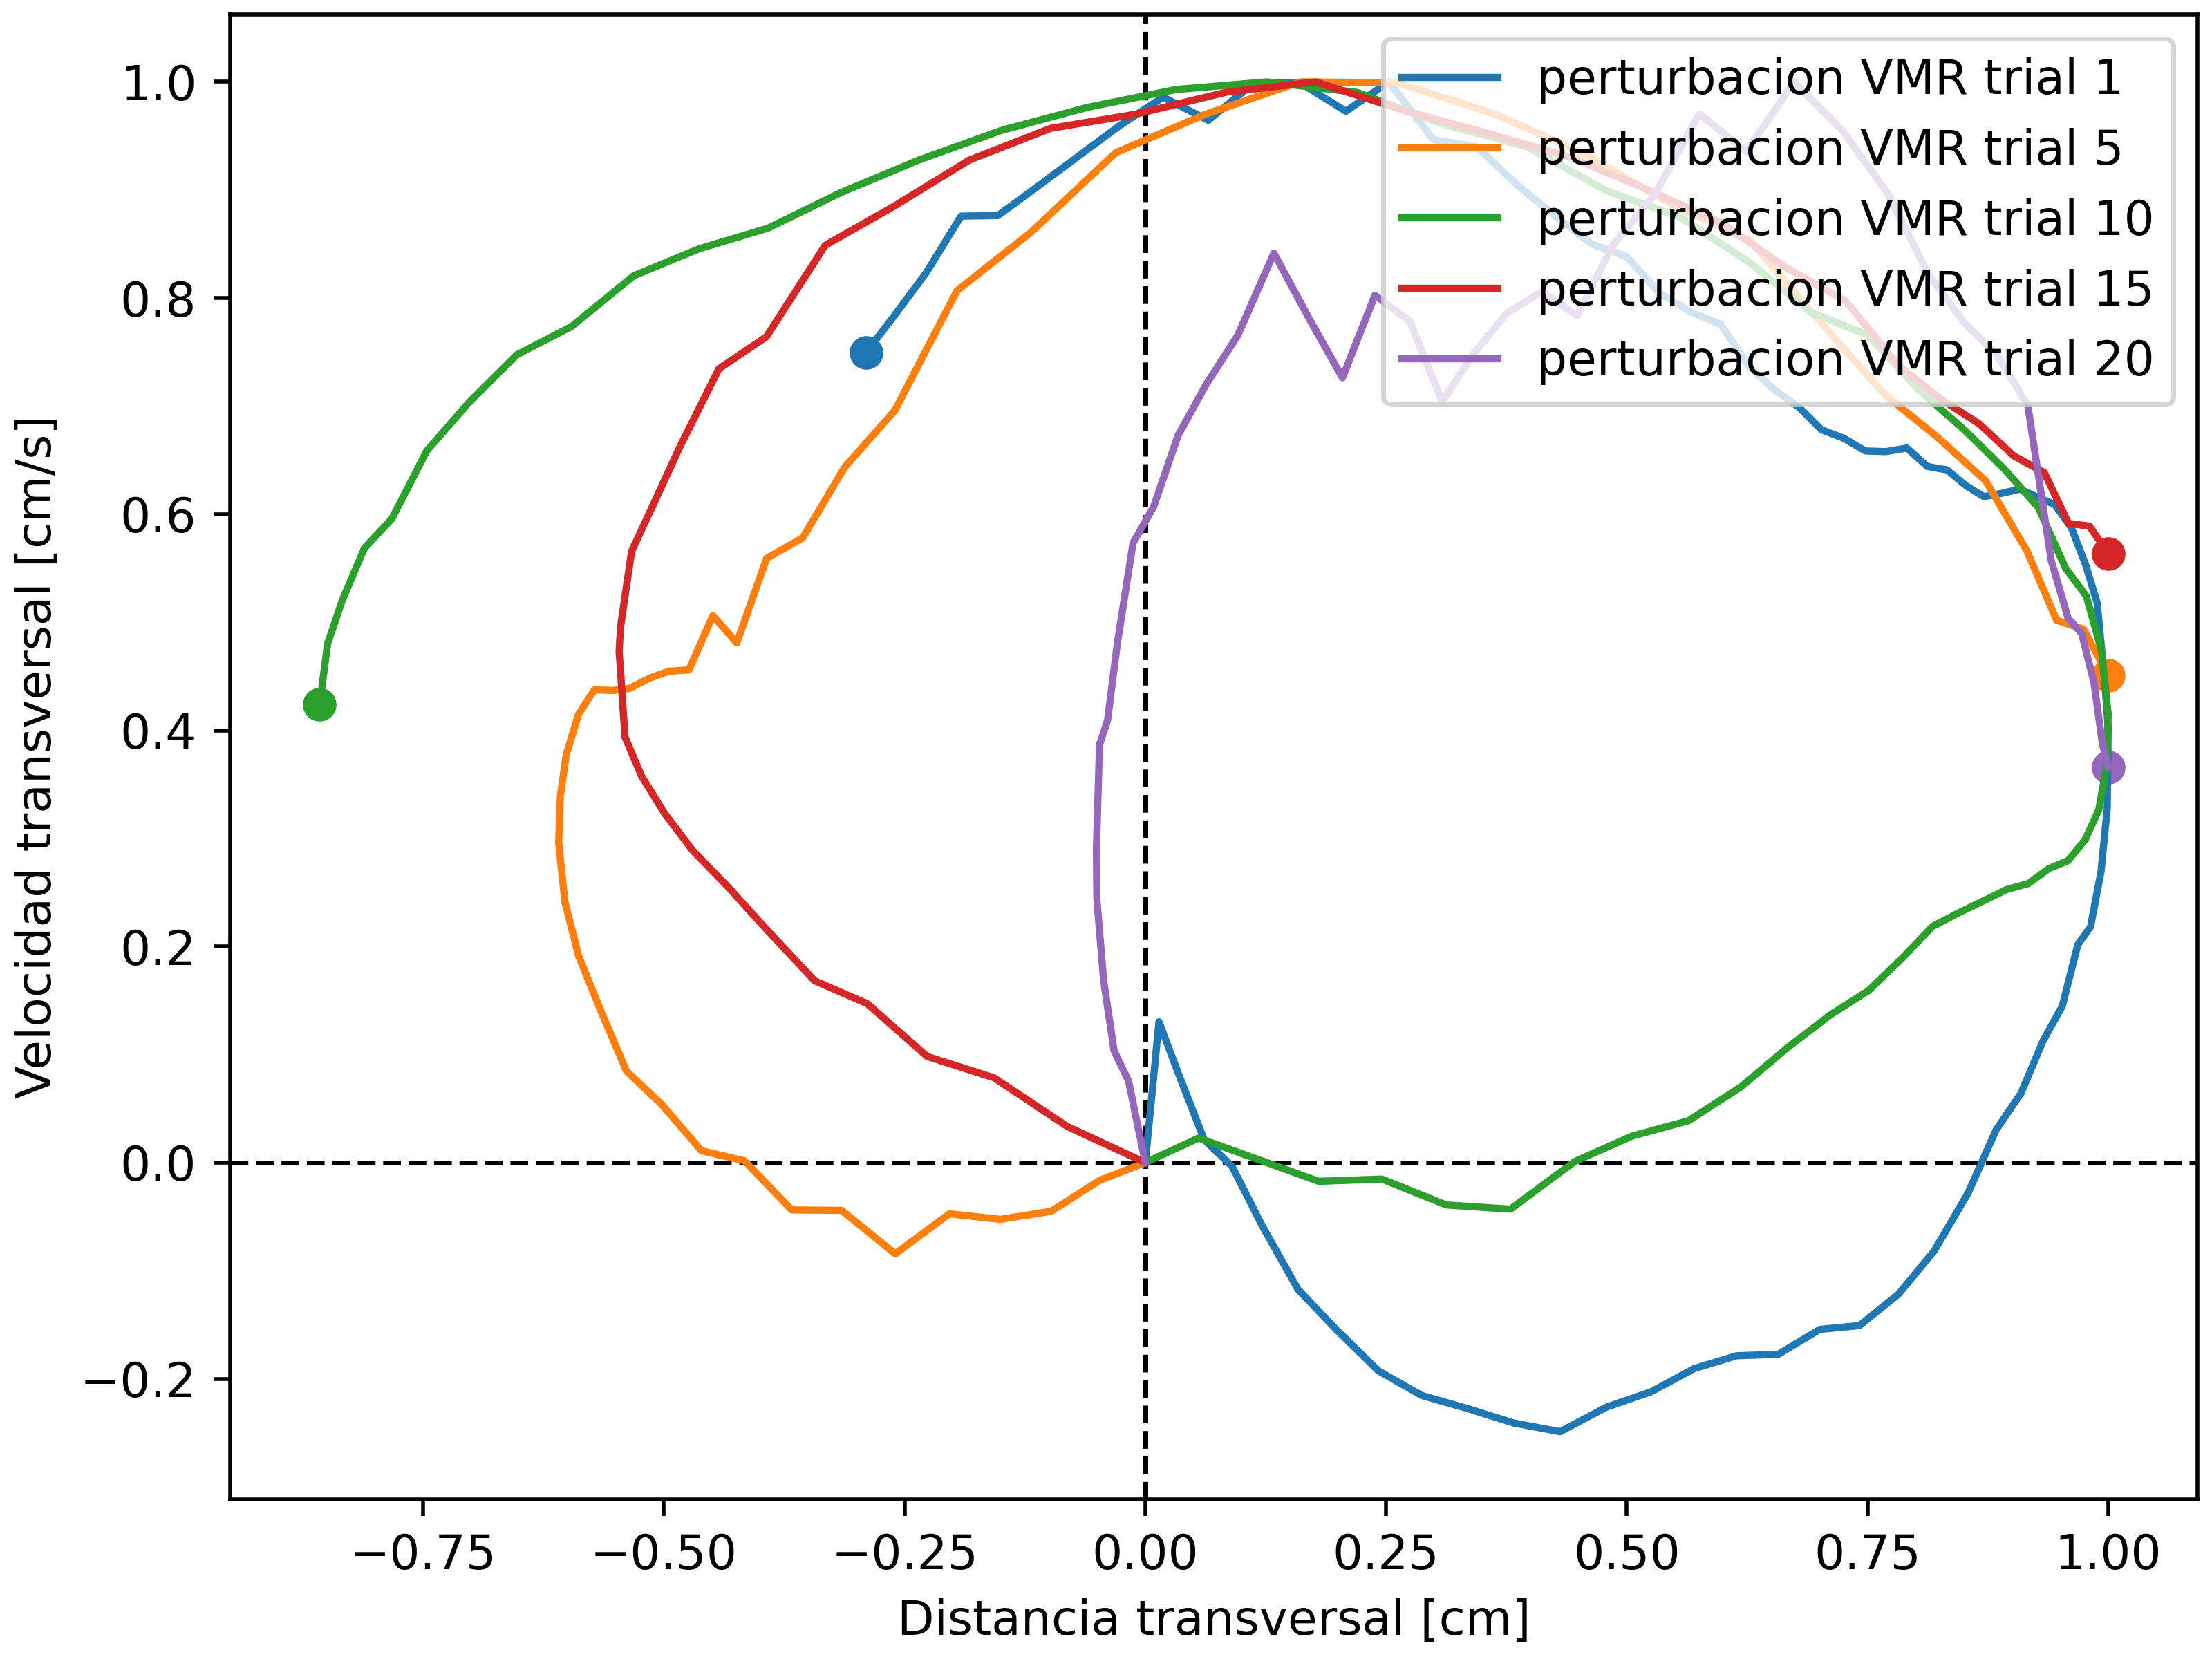 perturbacion VMR trial 1
perturbacion VMR trial 5
perturbacion VMR trial 10
perturbacion VMR trial 15
perturbacion VMR trial 20
Velocidad transversal [cm/s]
1.0
0.8
0.6
0.4
0.2
0.0
−0.2
−0.75 −0.50 −0.25 0.00 0.25 0.50 0.75 1.00
Distancia transversal [cm]